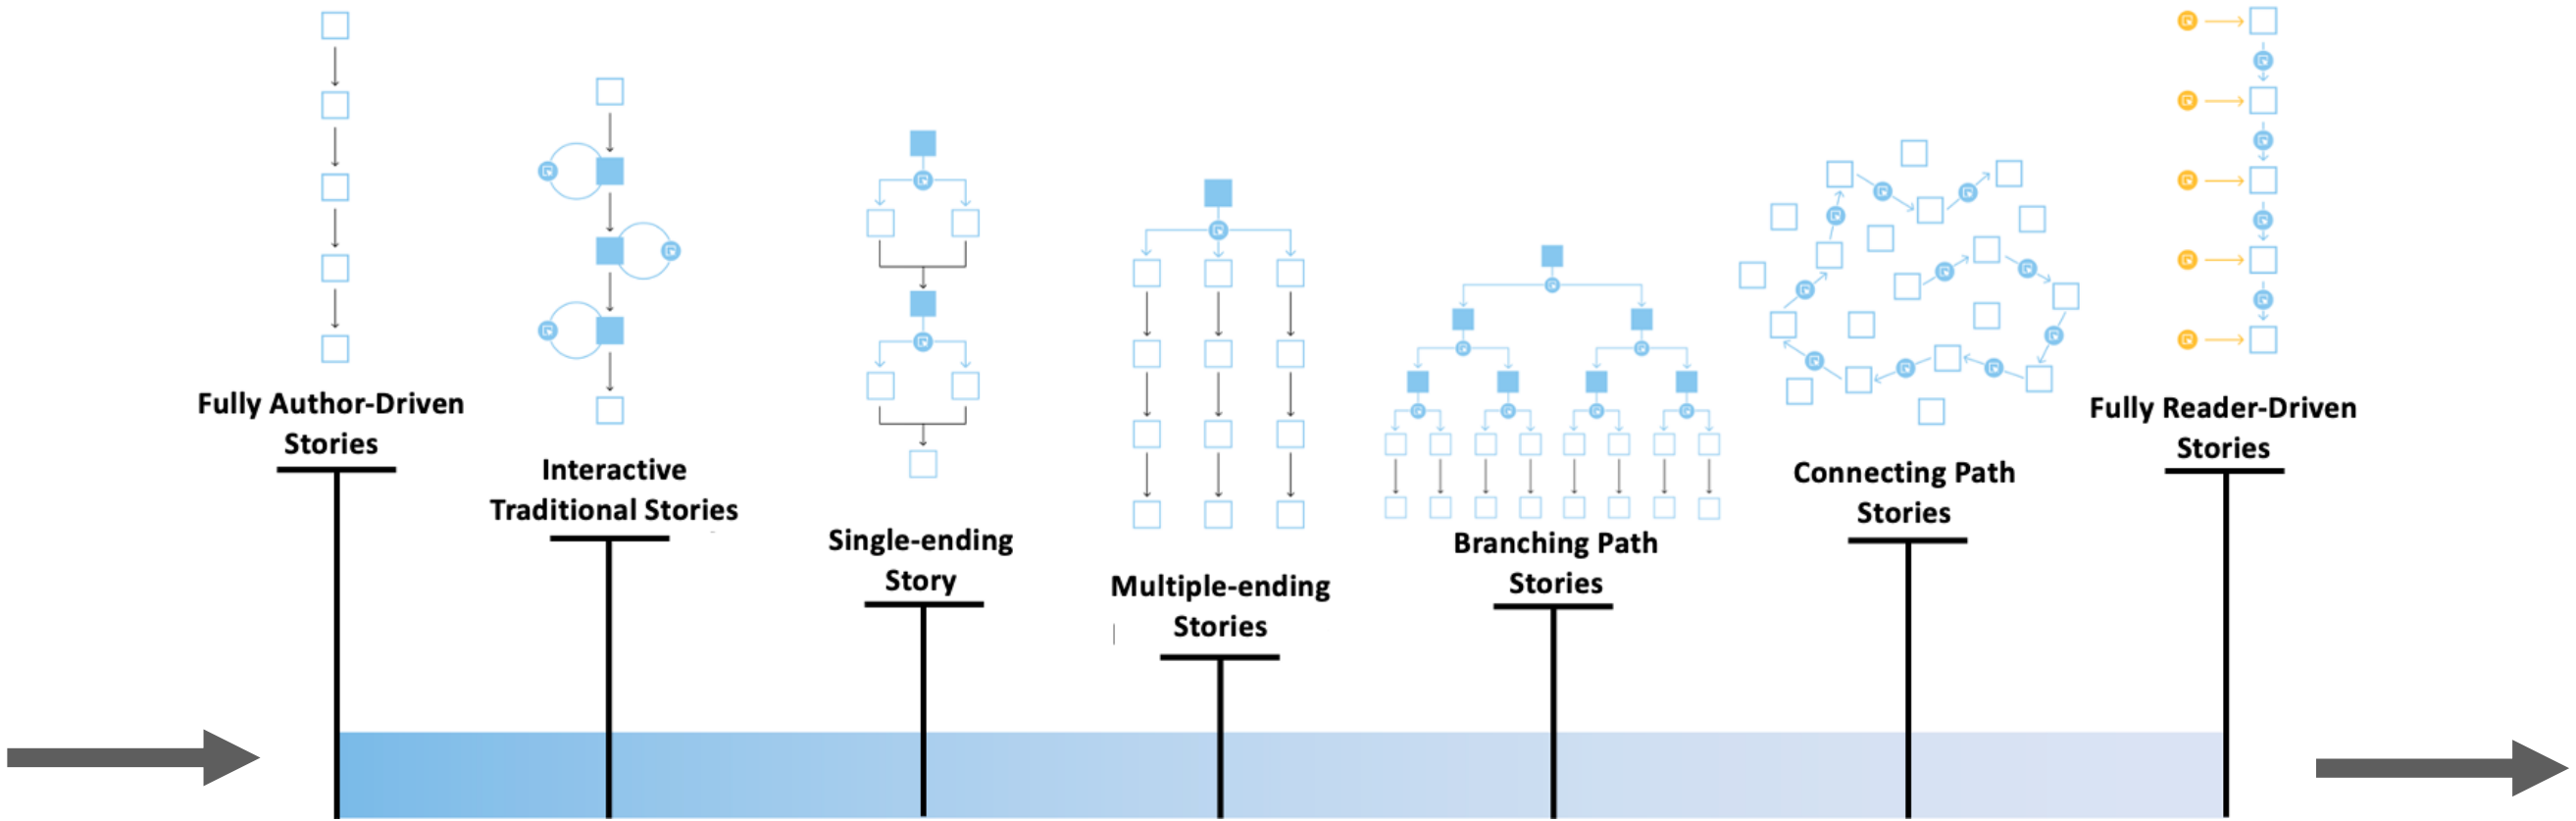 Fully Author-Driven
Stories
Interactive
Traditional Stories
Single-ending
Story
Multiple-ending
Stories
Branching Path
Stories
Connecting Path
Stories
Fully Reader-Driven
Stories